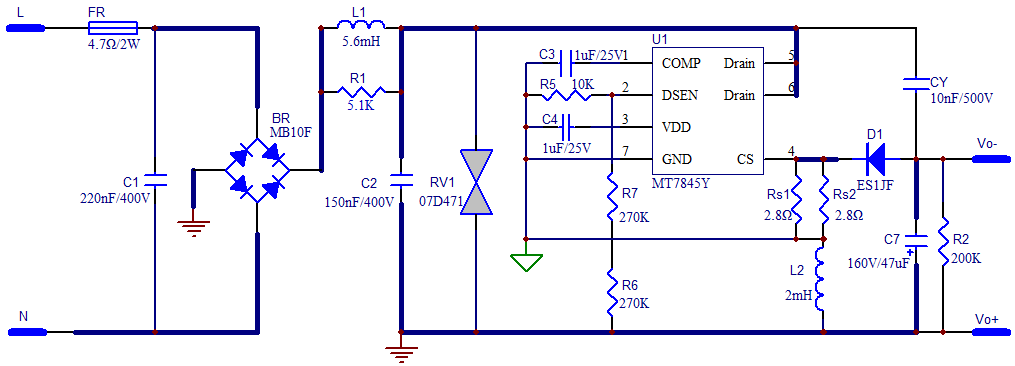 L
FR
4.7Ω/2W
L1
5.6mH
R1
5.1K
BR
MB10F
C1
220nF/400V
N
C2
150nF/400V
RV1
07D471
C3
1uF/25V
R5
10K
C4
1uF/25V
R7
270K
R6
270K
U1
1
COMP
Drain
5
2
DSEN
Drain
6
3
VDD
7
GND
CS
4
MT7845Y
Rs1
2.8Ω
Rs2
2.8Ω
L2
2mH
D1
ES1JF
CY
10nF/500V
Vo-
C7
160V/47uF
+
R2
200K
Vo+